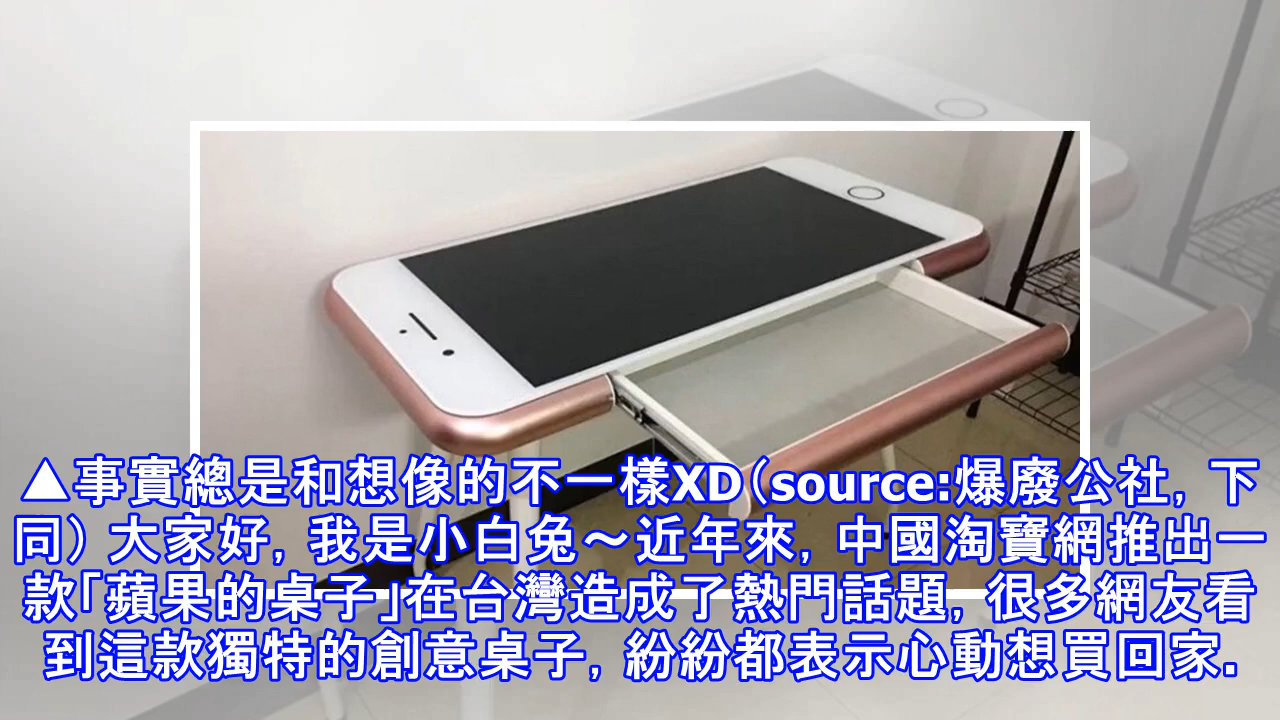 ▲事實總是和想像的不一樣XD(source:爆廢公社, 下
同) 大家好, 我是小白兔～近年來, 中國淘寶網推出一
款「蘋果的桌子」在台灣造成了熱門話題, 很多網友看
到這款獨特的創意桌子, 紛紛都表示心動想買回家.